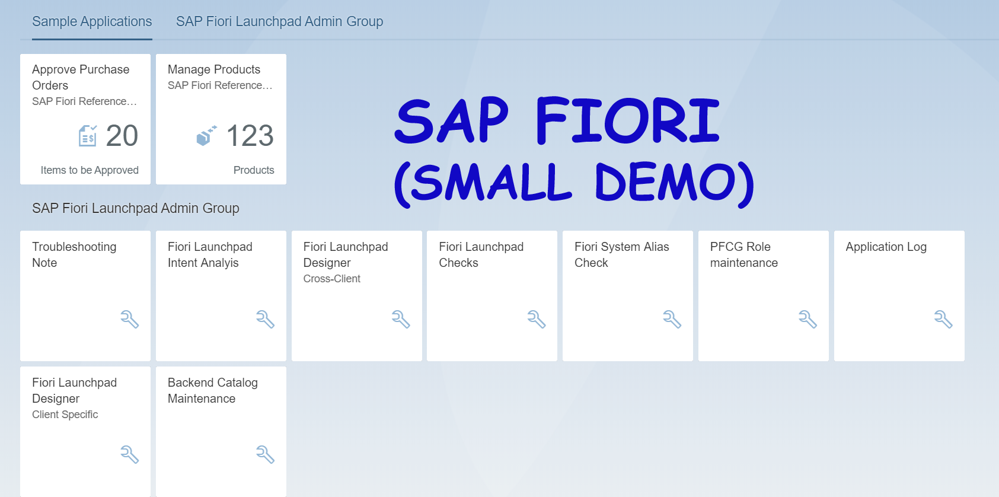 Sample Applications
SAP Fiori Launchpad Admin Group
Approve Purchase
Orders
SAP Fiori Reference…
20
Items to be Approved
Manage Products
SAP Fiori Reference…
123
Products
SAP FIORI
(SMALL DEMO)
SAP Fiori Launchpad Admin Group
Troubleshooting
Note
Fiori Launchpad
Intent Analyis
Fiori Launchpad
Designer
Cross-Client
Fiori Launchpad
Checks
Fiori System Alias
Check
PFCG Role
maintenance
Application Log
Fiori Launchpad
Designer
Client Specific
Backend Catalog
Maintenance